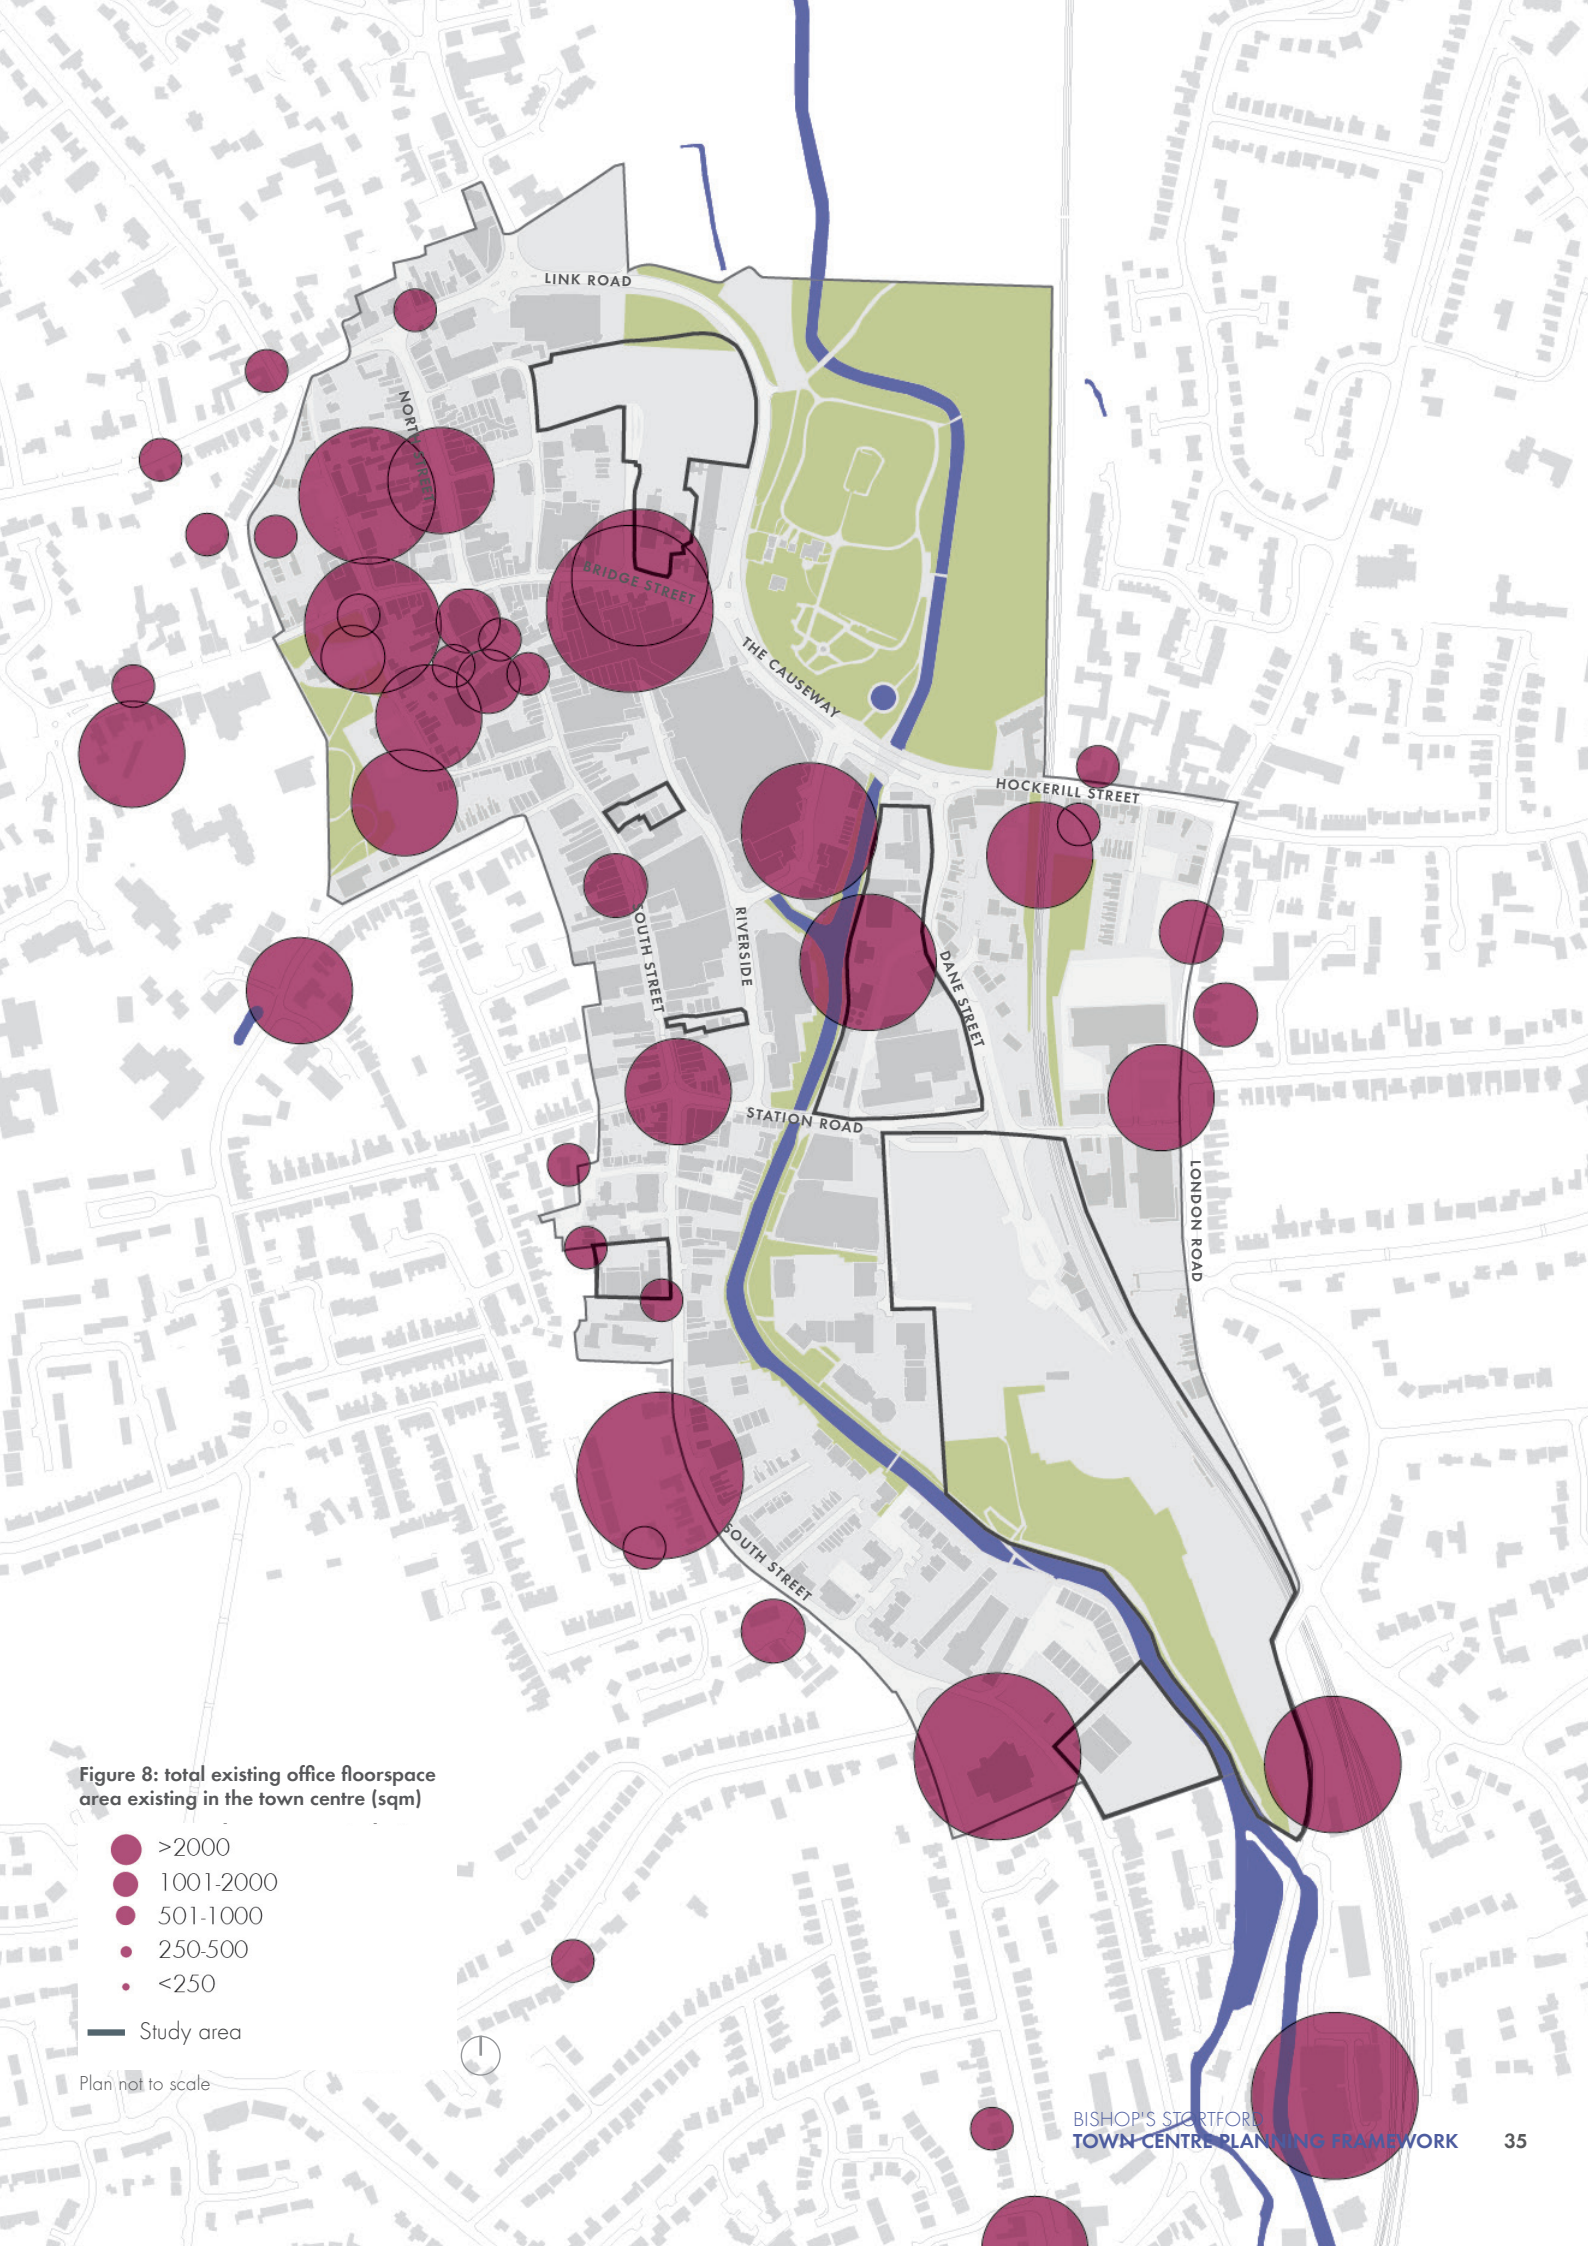 LINK ROAD
NORTH STREET
BRIDGE STREET
THE CAUSEWAY
HOCKERILL STREET
SOUTH STREET
RIVERSIDE
DANE STREET
STATION ROAD
LONDON ROAD
SOUTH STREET
Figure 8: total existing office floorspace
area existing in the town centre (sqm)
>2000
1001-2000
501-1000
250-500
<250
Study area
Plan not to scale
BISHOP'S STORTFORD
TOWN CENTRE PLANNING FRAMEWORK 35